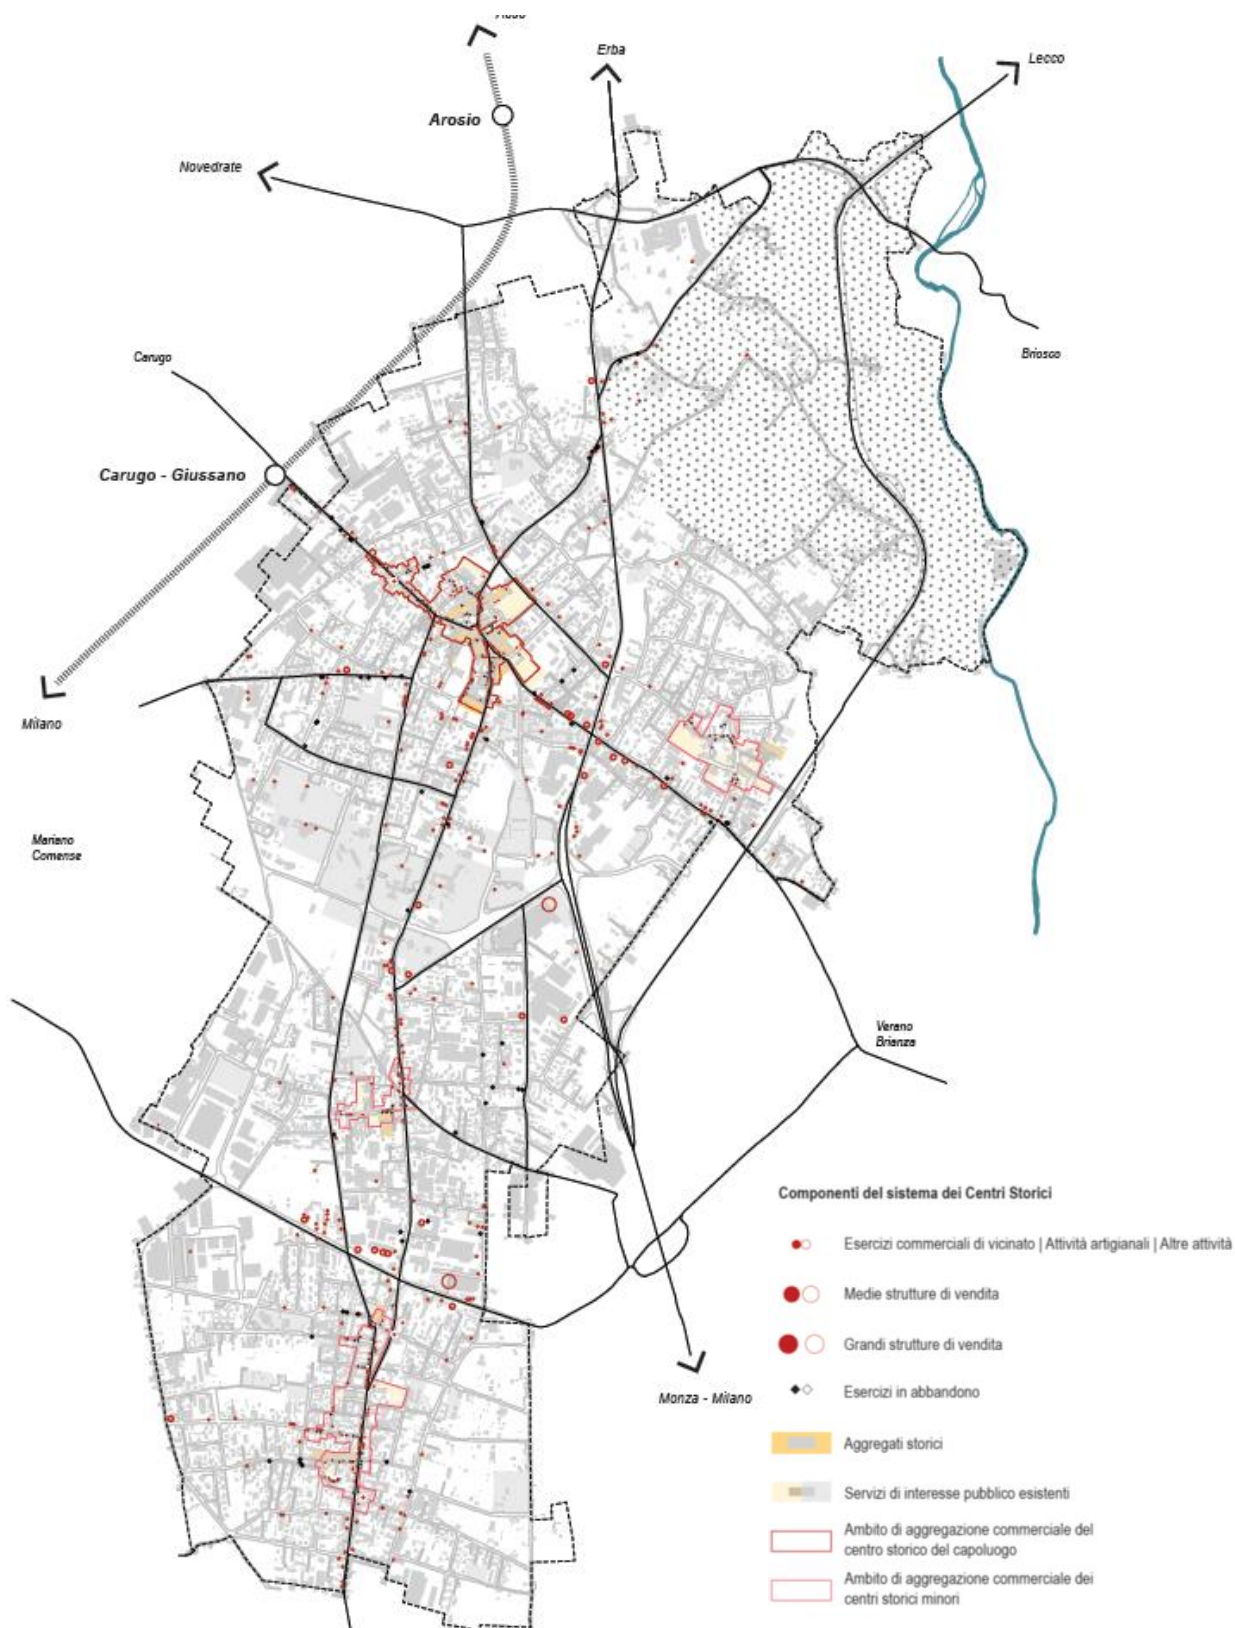 Erba
Lecco
Arosio
Novedrate
Carugo
Briosco
Carugo - Giussano
Milano
Mariano
Comense
Verano
Brianza
Monza - Milano
Componenti del sistema dei Centri Storici
Esercizi commerciali di vicinato | Attività artigianali | Altre attività
Medie strutture di vendita
Grandi strutture di vendita
Esercizi in abbandono
Aggregati storici
Servizi di interesse pubblico esistenti
Ambito di aggregazione commerciale del
centro storico del capoluogo
Ambito di aggregazione commerciale dei
centri storici minori